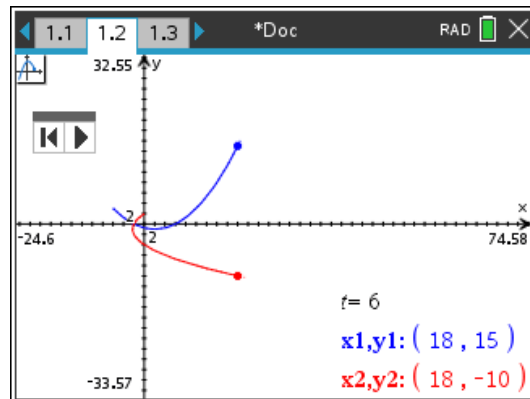 1.1 1.2 1.3 *Doc RAD
32.55 y
2
x
-24.6 2 74.58
t= 6
x1,y1: ( 18 , 15 )
x2,y2: ( 18 , -10 )
-33.57